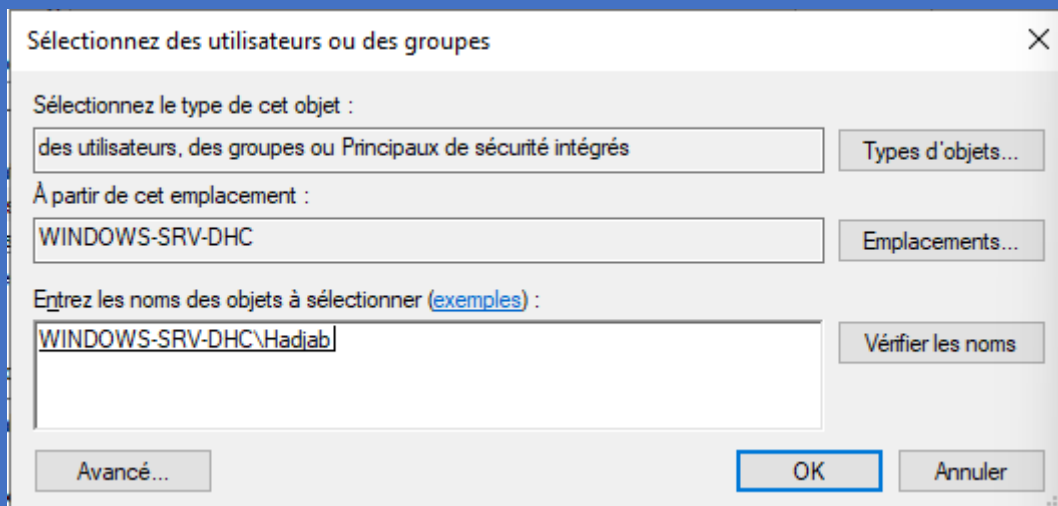 Sélectionnez des utilisateurs ou des groupes
Sélectionnez le type de cet objet :
des utilisateurs, des groupes ou Principaux de sécurité intégrés
Types d'objets...
À partir de cet emplacement :
WINDOWS-SRV-DHC
Emplacements...
Entrez les noms des objets à sélectionner (exemples) :
WINDOWS-SRV-DHC\Hadjab
Vérifier les noms
Avancé...
OK
Annuler